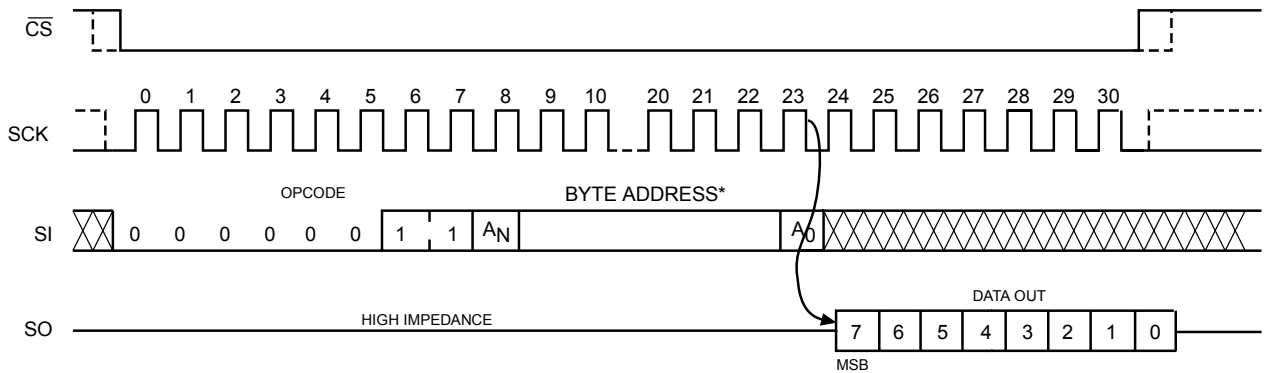 CS
0 1 2 3 4 5 6 7 8 9 10 20 21 22 23 24 25 26 27 28 29 30
SCK
OPCODE
BYTE ADDRESS*
SI 0 0 0 0 0 0 1 1 AN A0
DATA OUT
SO HIGH IMPEDANCE 7 6 5 4 3 2 1 0
MSB